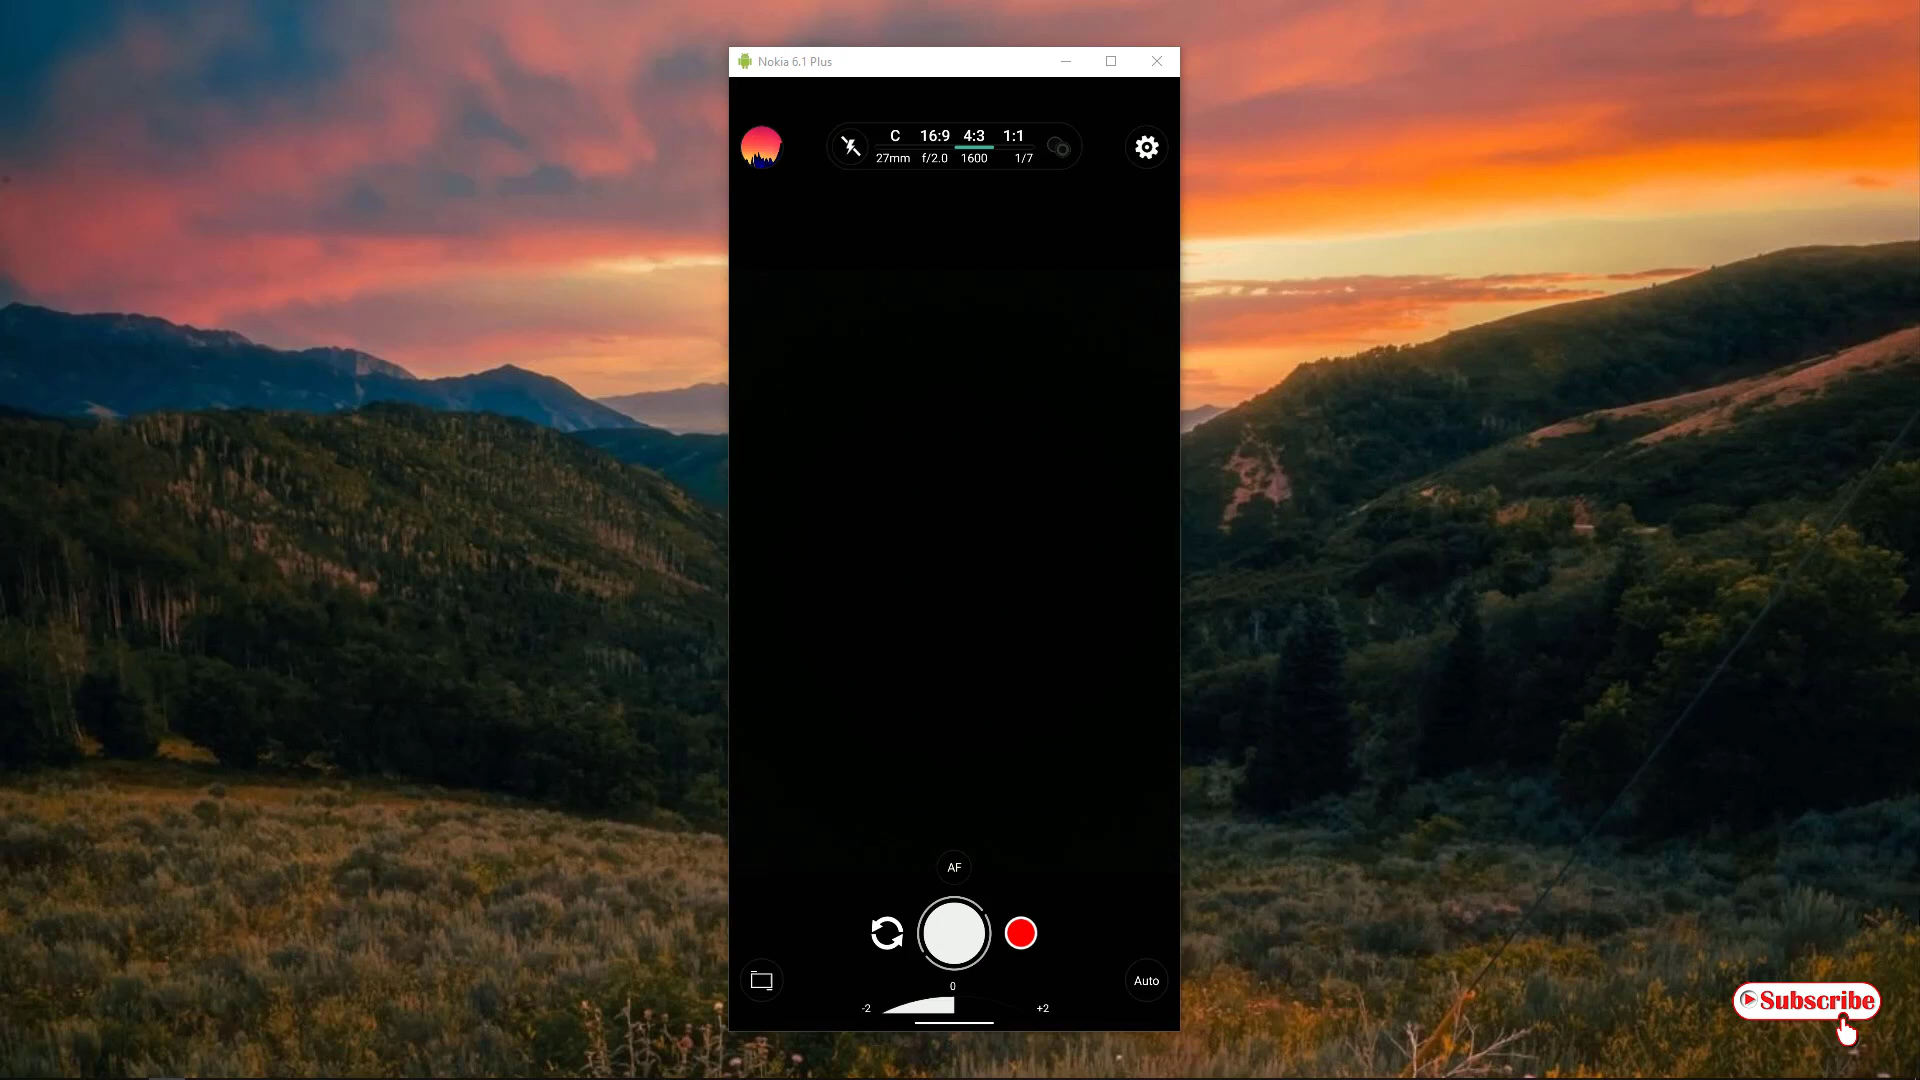 Nokia 6.1 Plus
C 16:9 4:3 1:1
27mm f/2.0 1600 1/7
AF
0
-2 +2
Auto
Subscribe